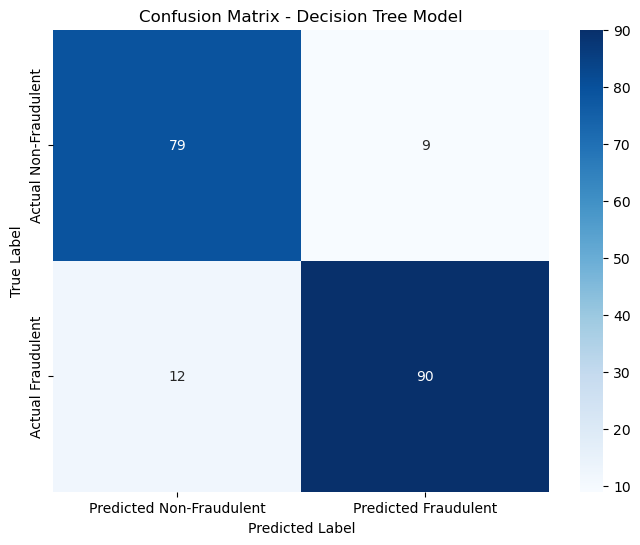 Confusion Matrix - Decision Tree Model
True Label
Actual Non-Fraudulent
Actual Fraudulent
79
9
12
90
Predicted Non-Fraudulent
Predicted Fraudulent
Predicted Label
90
80
70
60
50
40
30
20
10